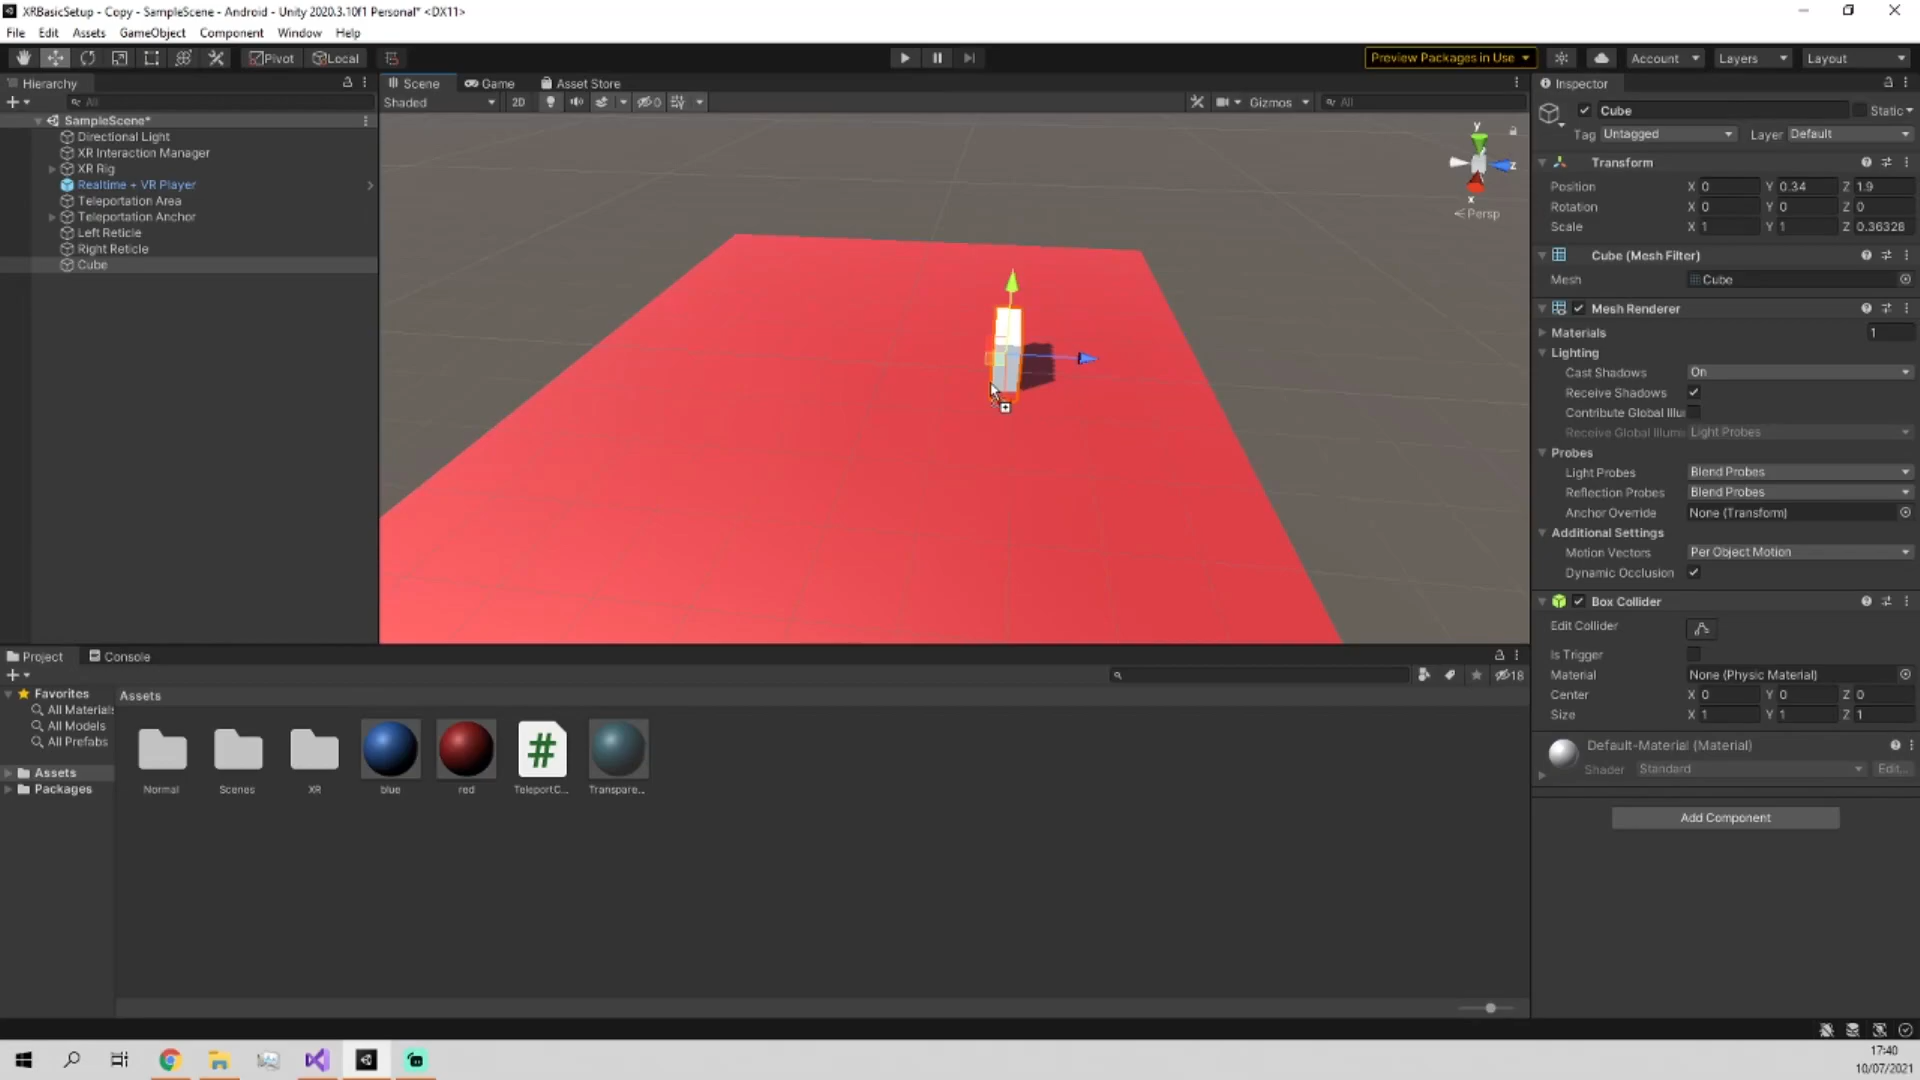 XRBasicSetup - Copy - SampleScene - Android - Unity 2020.3.10f1 Personal* <DX11>
File Edit Assets GameObject Component Window Help
Pivot Local Preview Packages in Use Account Layers Layout
Hierarchy
All
SampleScene*
Directional Light
XR Interaction Manager
XR Rig
Realtime + VR Player
Teleportation Area
Teleportation Anchor
Left Reticle
Right Reticle
Cube
Scene Game Asset Store
Shaded 2D 0 Gizmos All
y
z
x
Persp
Inspector
Cube Static
Tag Untagged Layer Default
Transform
Position X 0 Y 0.34 Z 1.9
Rotation X 0 Y 0 Z 0
Scale X 1 Y 1 Z 0.36328
Cube (Mesh Filter)
Mesh Cube
Mesh Renderer
Materials 1
Lighting
Cast Shadows On
Receive Shadows
Contribute Global Illu
Receive Global Illumi Light Probes
Probes
Light Probes Blend Probes
Reflection Probes Blend Probes
Anchor Override None (Transform)
Additional Settings
Motion Vectors Per Object Motion
Dynamic Occlusion
Box Collider
Edit Collider
Is Trigger
Material None (Physic Material)
Center X 0 Y 0 Z 0
Size X 1 Y 1 Z 1
Default-Material (Material)
Shader Standard Edit...
Add Component
Project Console
18
Favorites
All Materials
All Models
All Prefabs
Assets
Packages
Assets
Normal Scenes XR blue red TeleportC... Transpare...
17:40
10/07/2021